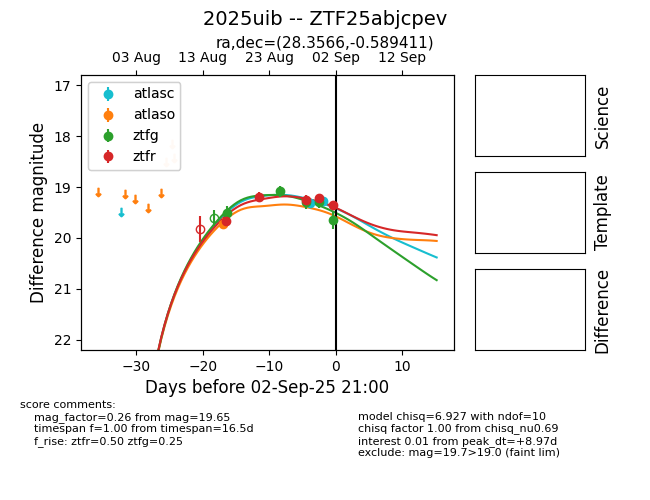 2025uib -- ZTF25abjcpev
ra,dec=(28.3566,-0.589411)
03 Aug 13 Aug 23 Aug 02 Sep 12 Sep
atlasc
atlaso
ztfg
ztfr
17
18
19
20
21
22
Difference magnitude
−30 −20 −10 0 10
Days before 02-Sep-25 21:00
Science
Template
Difference
score comments:
mag_factor=0.26 from mag=19.65
timespan f=1.00 from timespan=16.5d
f_rise: ztfr=0.50 ztfg=0.25
model chisq=6.927 with ndof=10
chisq factor 1.00 from chisq_nu0.69
interest 0.01 from peak_dt=+8.97d
exclude: mag=19.7>19.0 (faint lim)